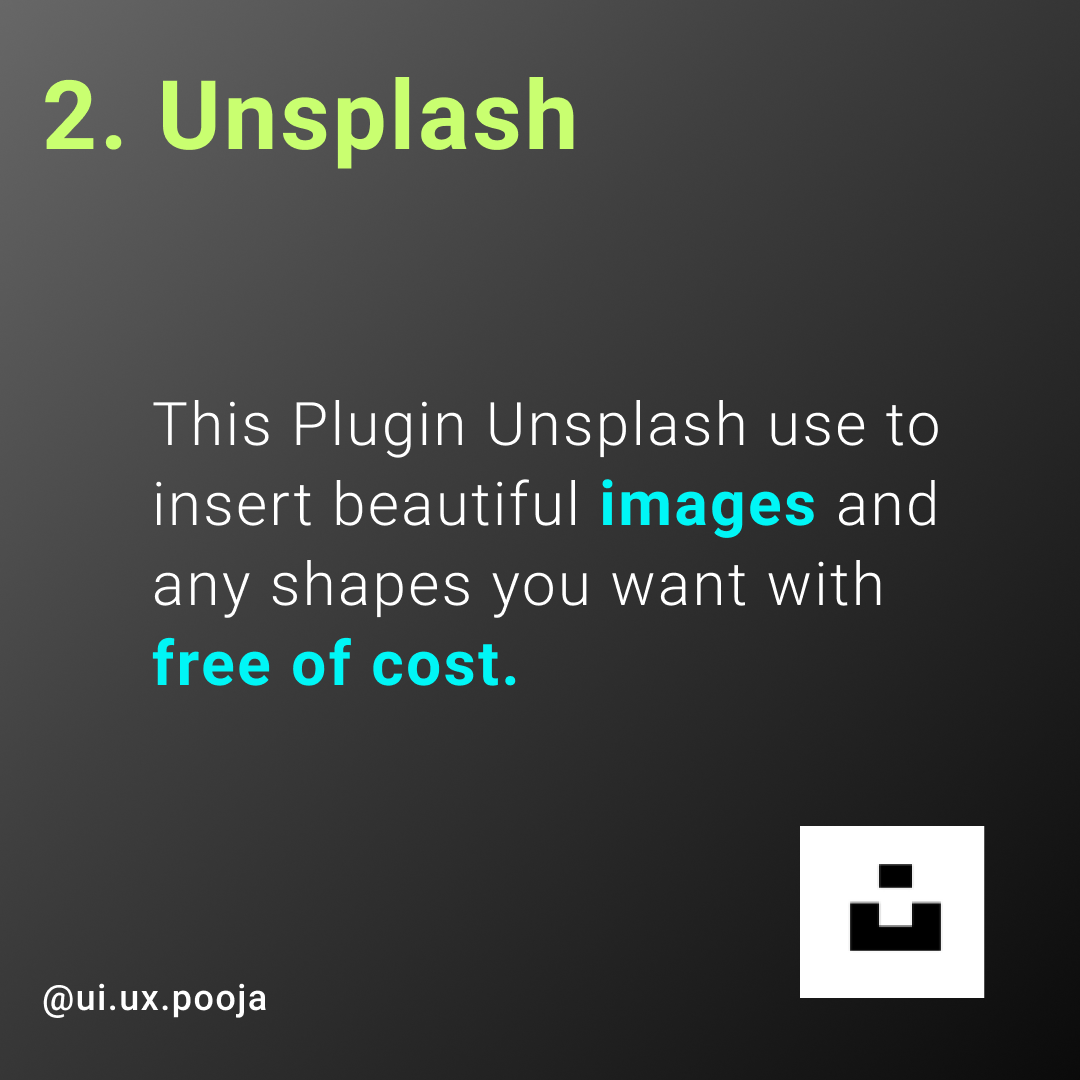 2. Unsplash
This Plugin Unsplash use to
insert beautiful images and
any shapes you want with
free of cost.
@ui.ux.pooja